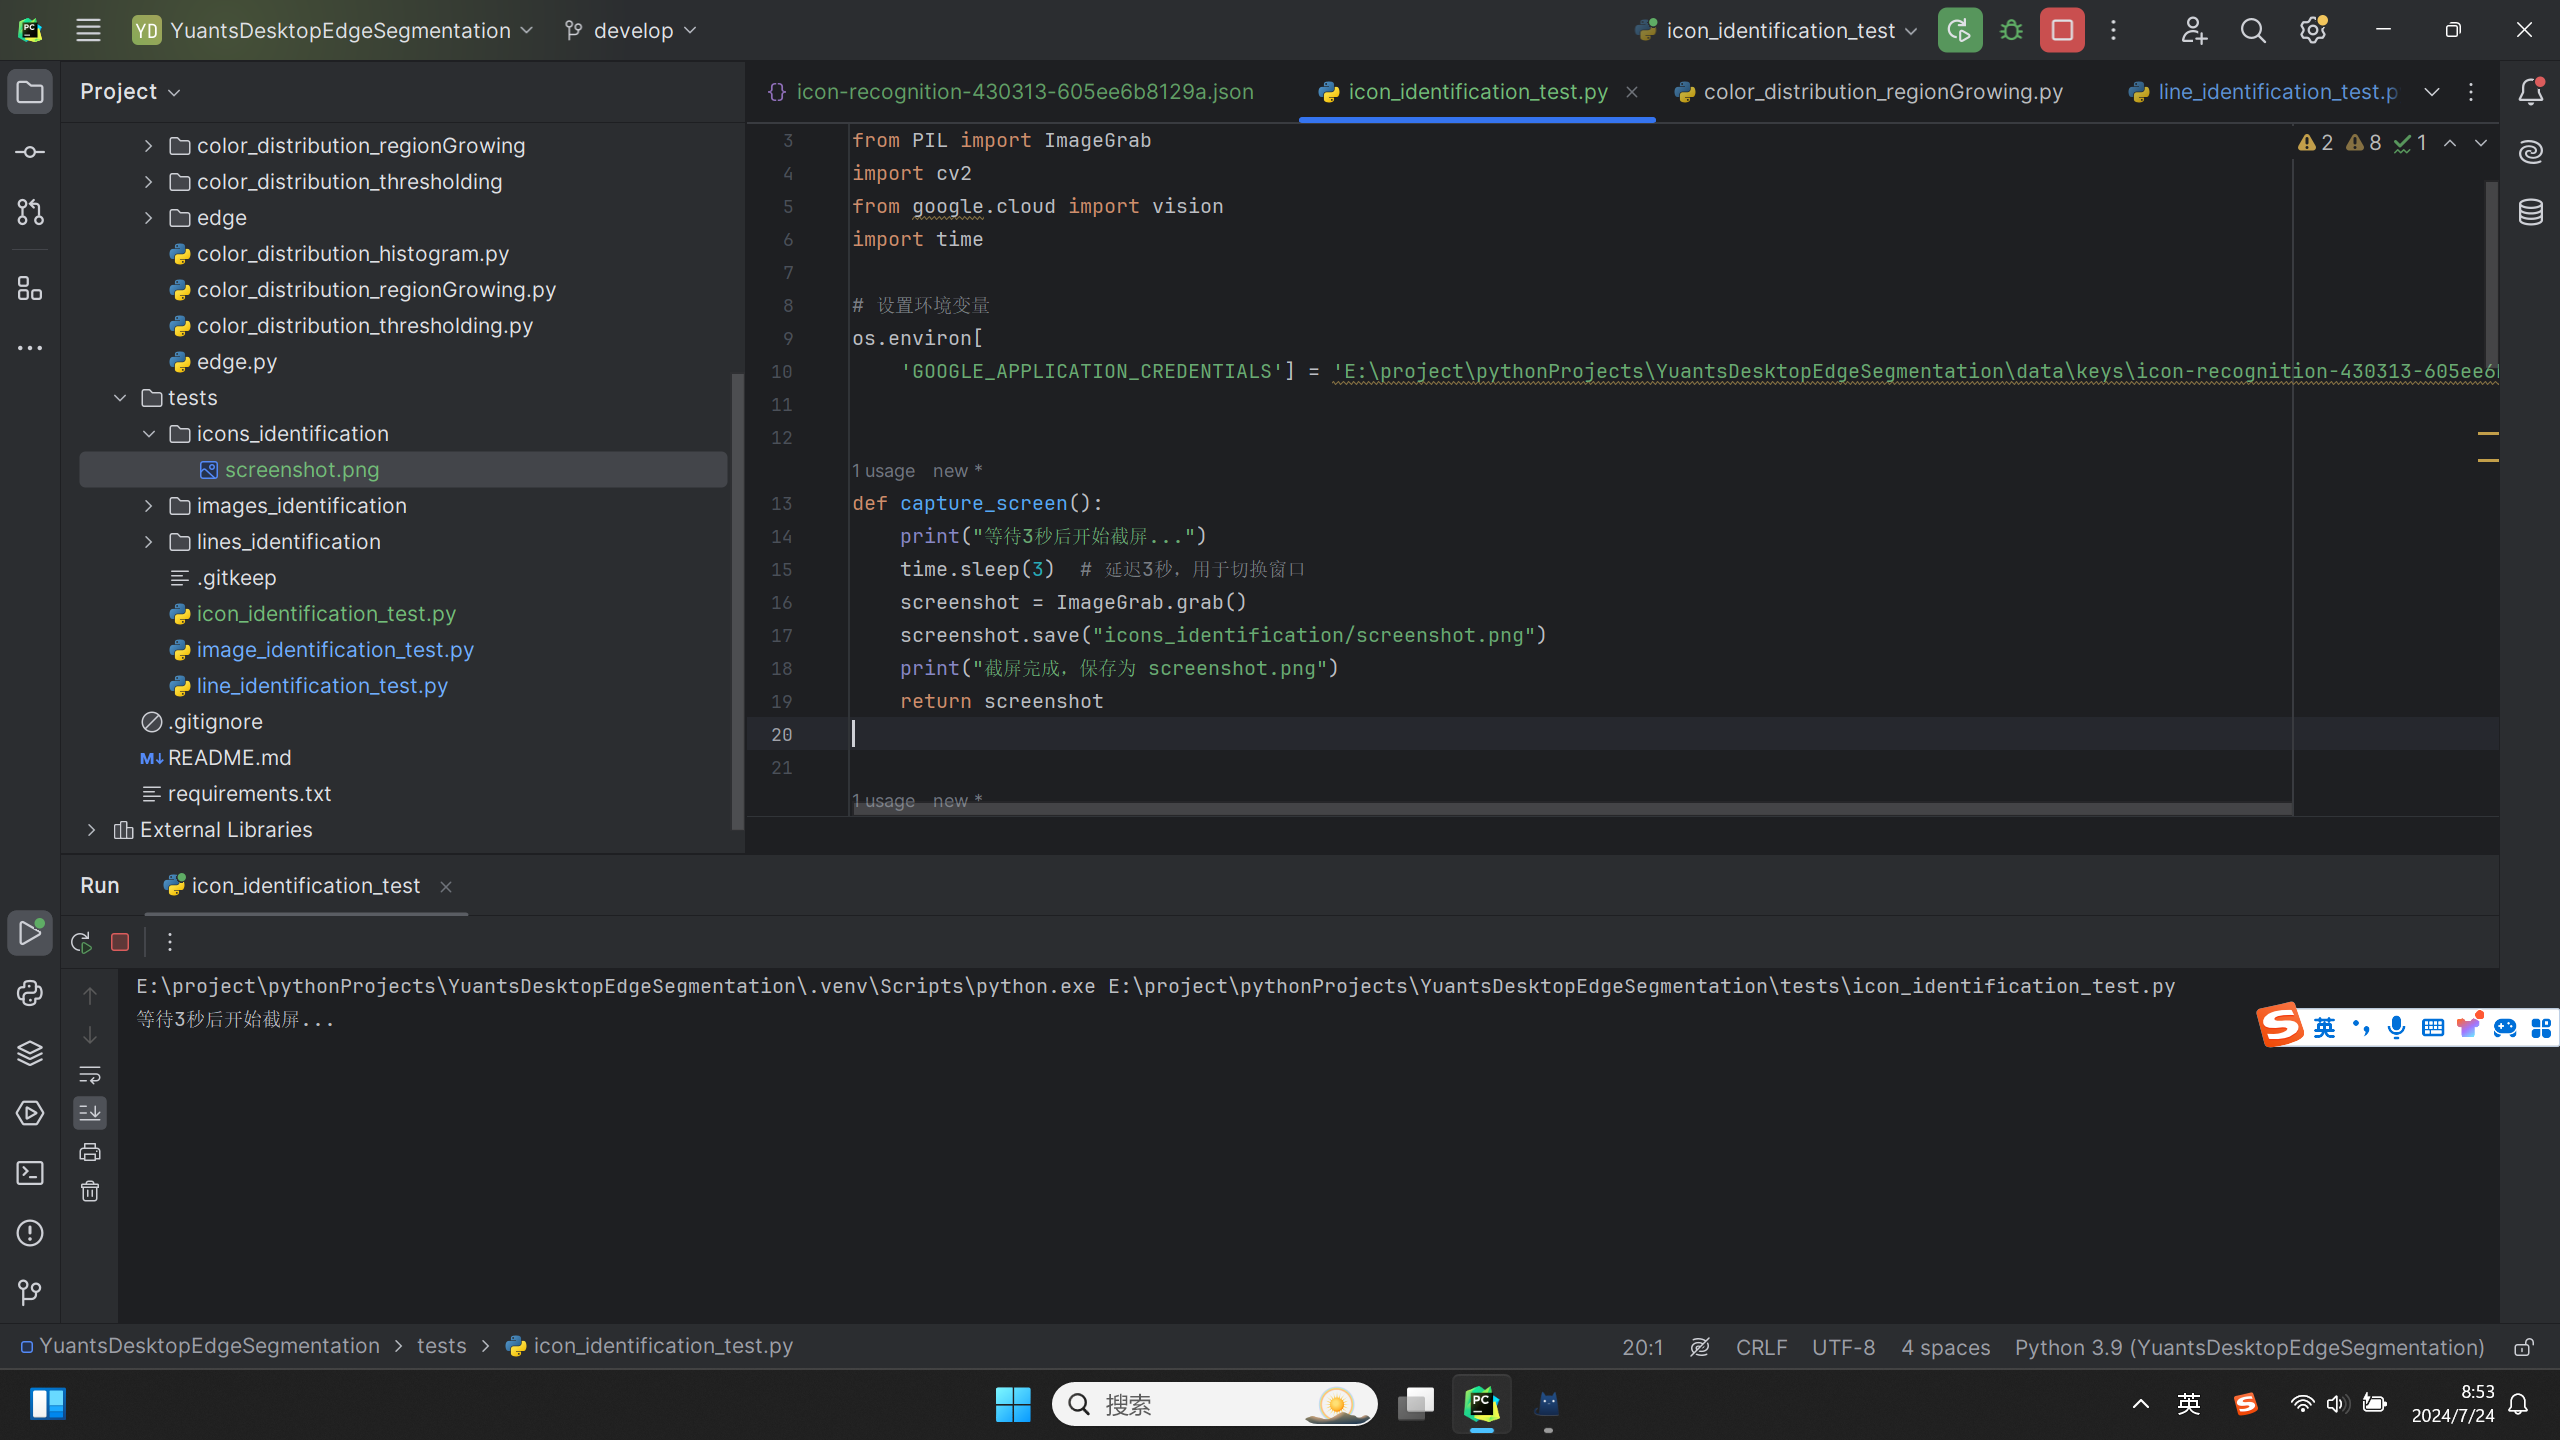 YD YuantsDesktopEdgeSegmentation develop icon_identification_test
Project
icon-recognition-430313-605ee6b8129a.json icon_identification_test.py color_distribution_regionGrowing.py line_identification_test.p
color_distribution_regionGrowing
color_distribution_thresholding
edge
color_distribution_histogram.py
color_distribution_regionGrowing.py
color_distribution_thresholding.py
edge.py
tests
icons_identification
screenshot.png
images_identification
lines_identification
.gitkeep
icon_identification_test.py
image_identification_test.py
line_identification_test.py
.gitignore
README.md
requirements.txt
External Libraries
2 8 1
3 from PIL import ImageGrab
4 import cv2
5 from google.cloud import vision
6 import time
7
8 # 设置环境变量
9 os.environ[
10 'GOOGLE_APPLICATION_CREDENTIALS'] = 'E:\project\pythonProjects\YuantsDesktopEdgeSegmentation\data\keys\icon-recognition-430313-605ee6
11
12
1 usage new *
13 def capture_screen():
14 print("等待3秒后开始截屏...")
15 time.sleep(3) # 延迟3秒，用于切换窗口
16 screenshot = ImageGrab.grab()
17 screenshot.save("icons_identification/screenshot.png")
18 print("截屏完成，保存为 screenshot.png")
19 return screenshot
20
21
1 usage new *
Run icon_identification_test
E:\project\pythonProjects\YuantsDesktopEdgeSegmentation\.venv\Scripts\python.exe E:\project\pythonProjects\YuantsDesktopEdgeSegmentation\tests\icon_identification_test.py
等待3秒后开始截屏...
英
YuantsDesktopEdgeSegmentation > tests > icon_identification_test.py
20:1 CRLF UTF-8 4 spaces Python 3.9 (YuantsDesktopEdgeSegmentation)
搜索
英
8:53
2024/7/24